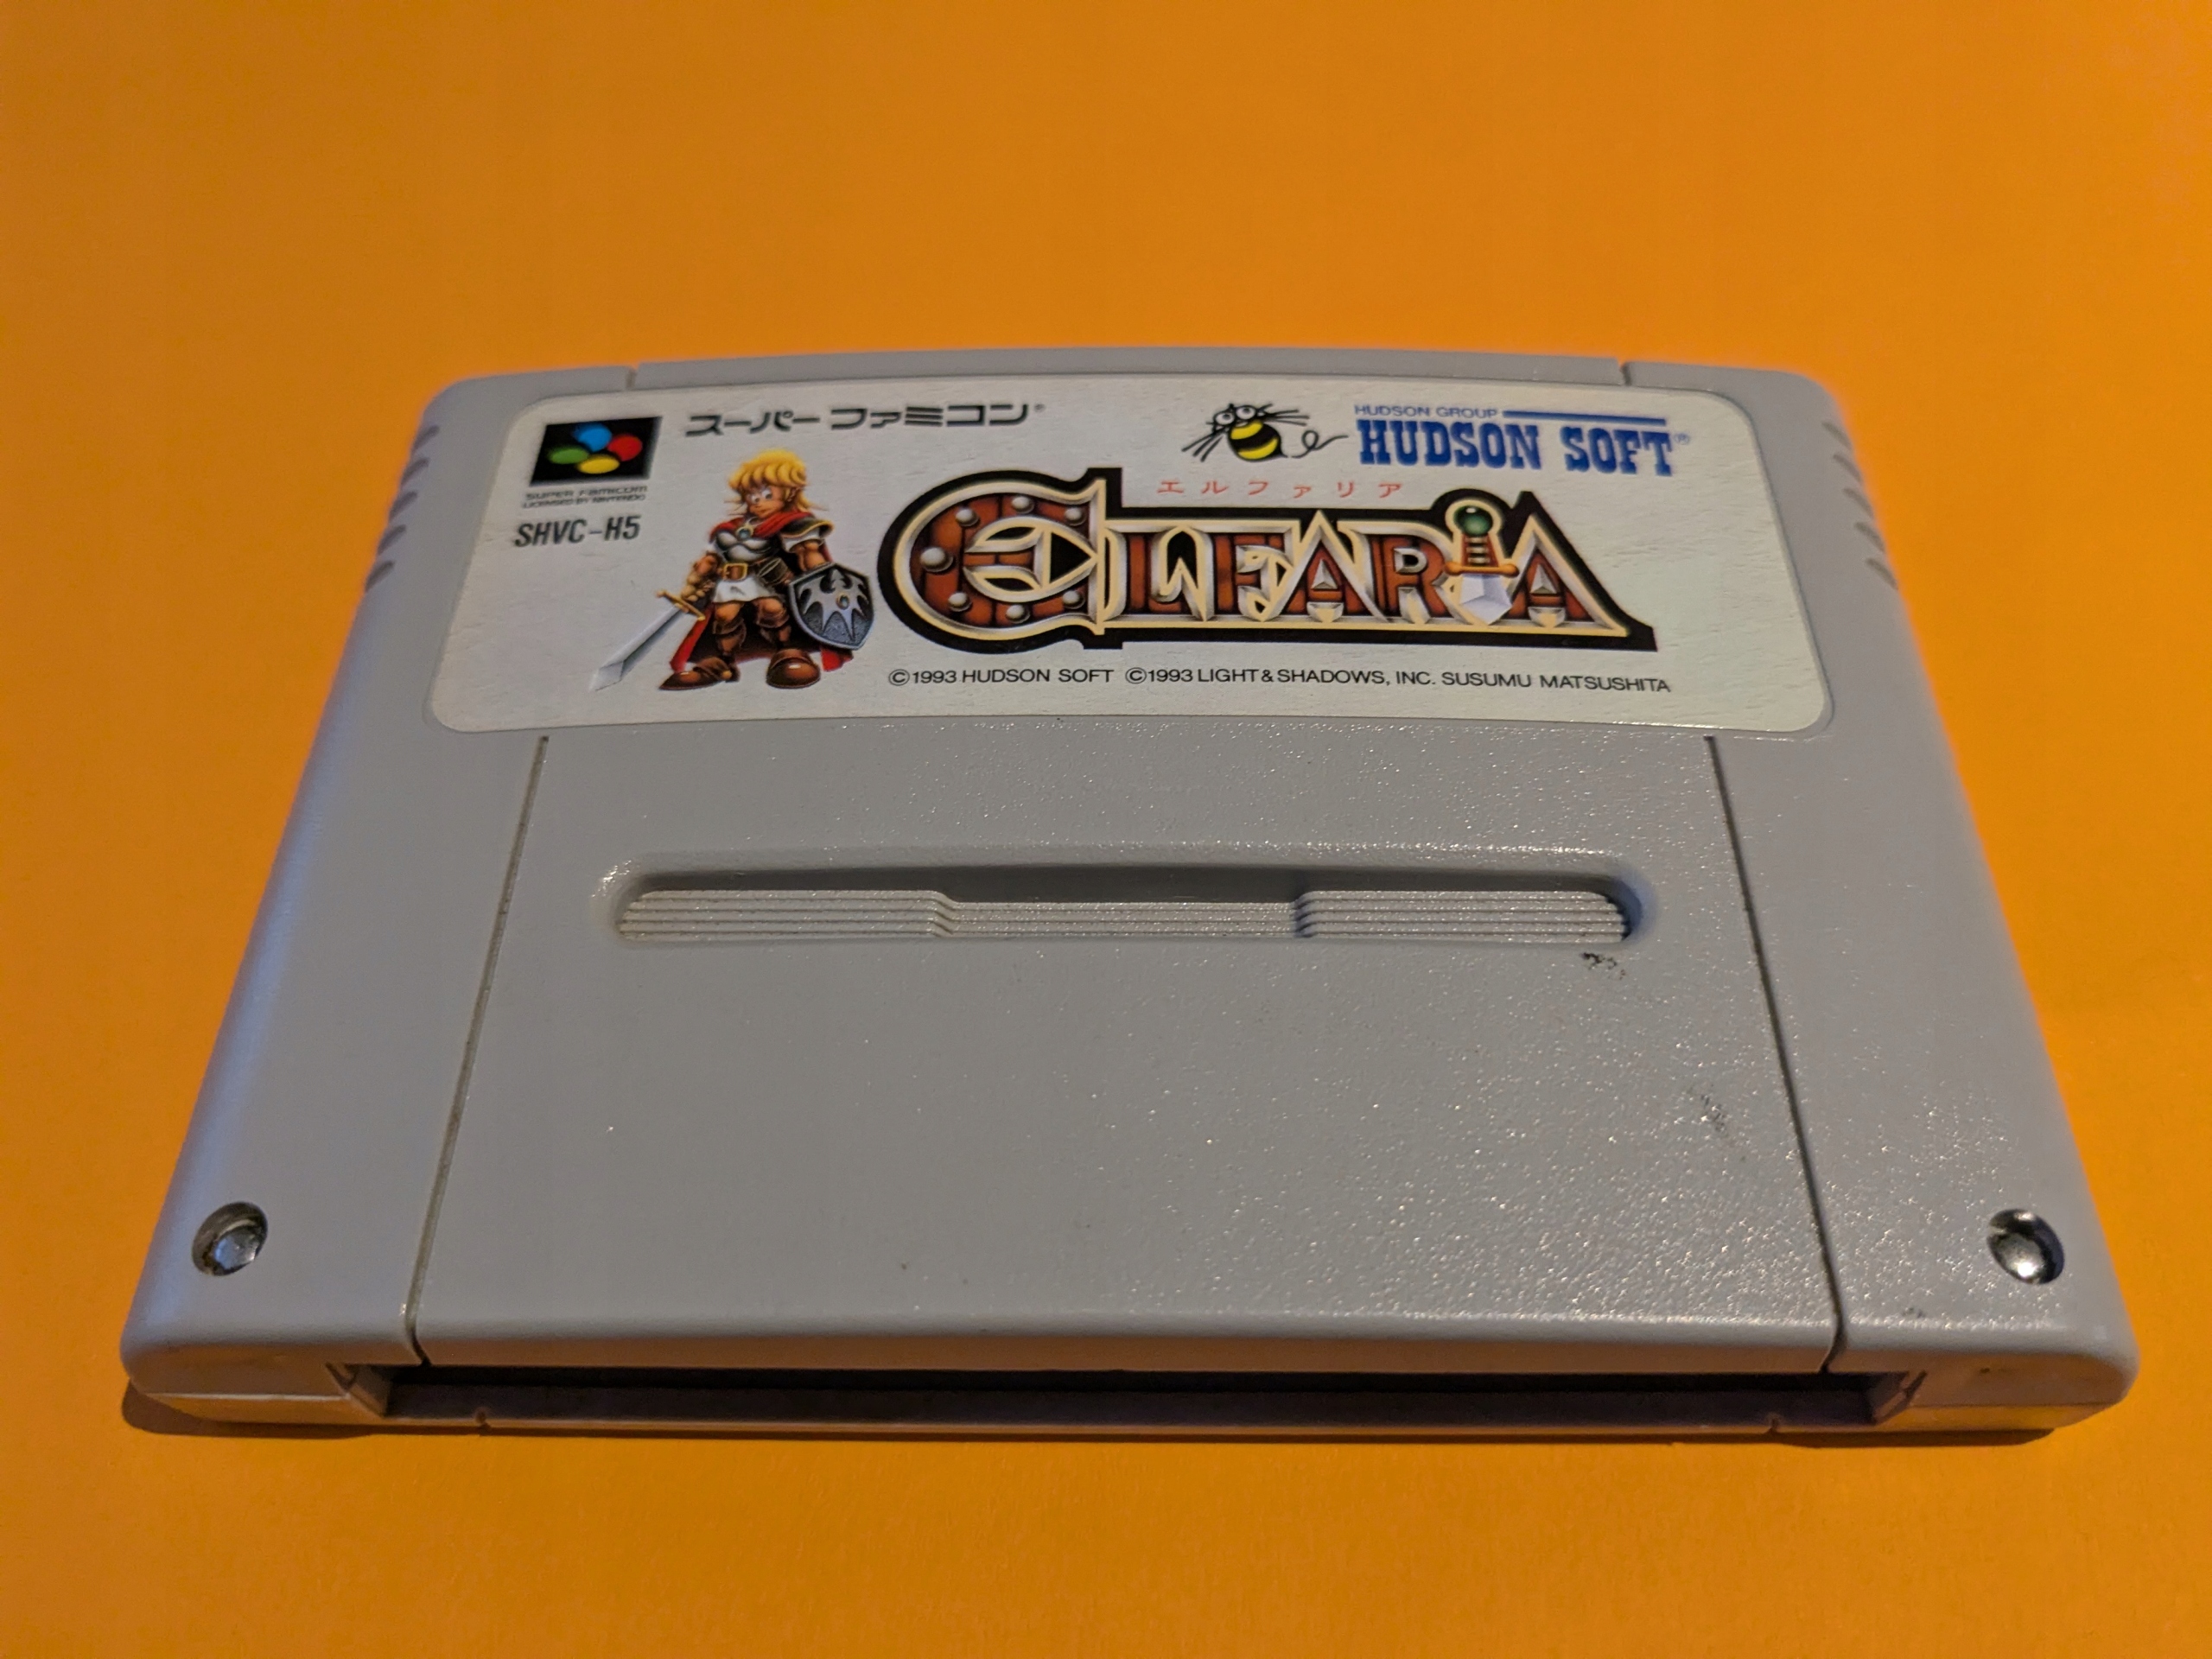 スーパーファミコン®
HUDSON GROUP
HUDSON SOFT®
SUPER FAMICOM
LICENSED BY NINTENDO
SHVC-H5
エルファリア
ELFARIA
©1993 HUDSON SOFT ©1993 LIGHT&SHADOWS, INC. SUSUMU MATSUSHITA